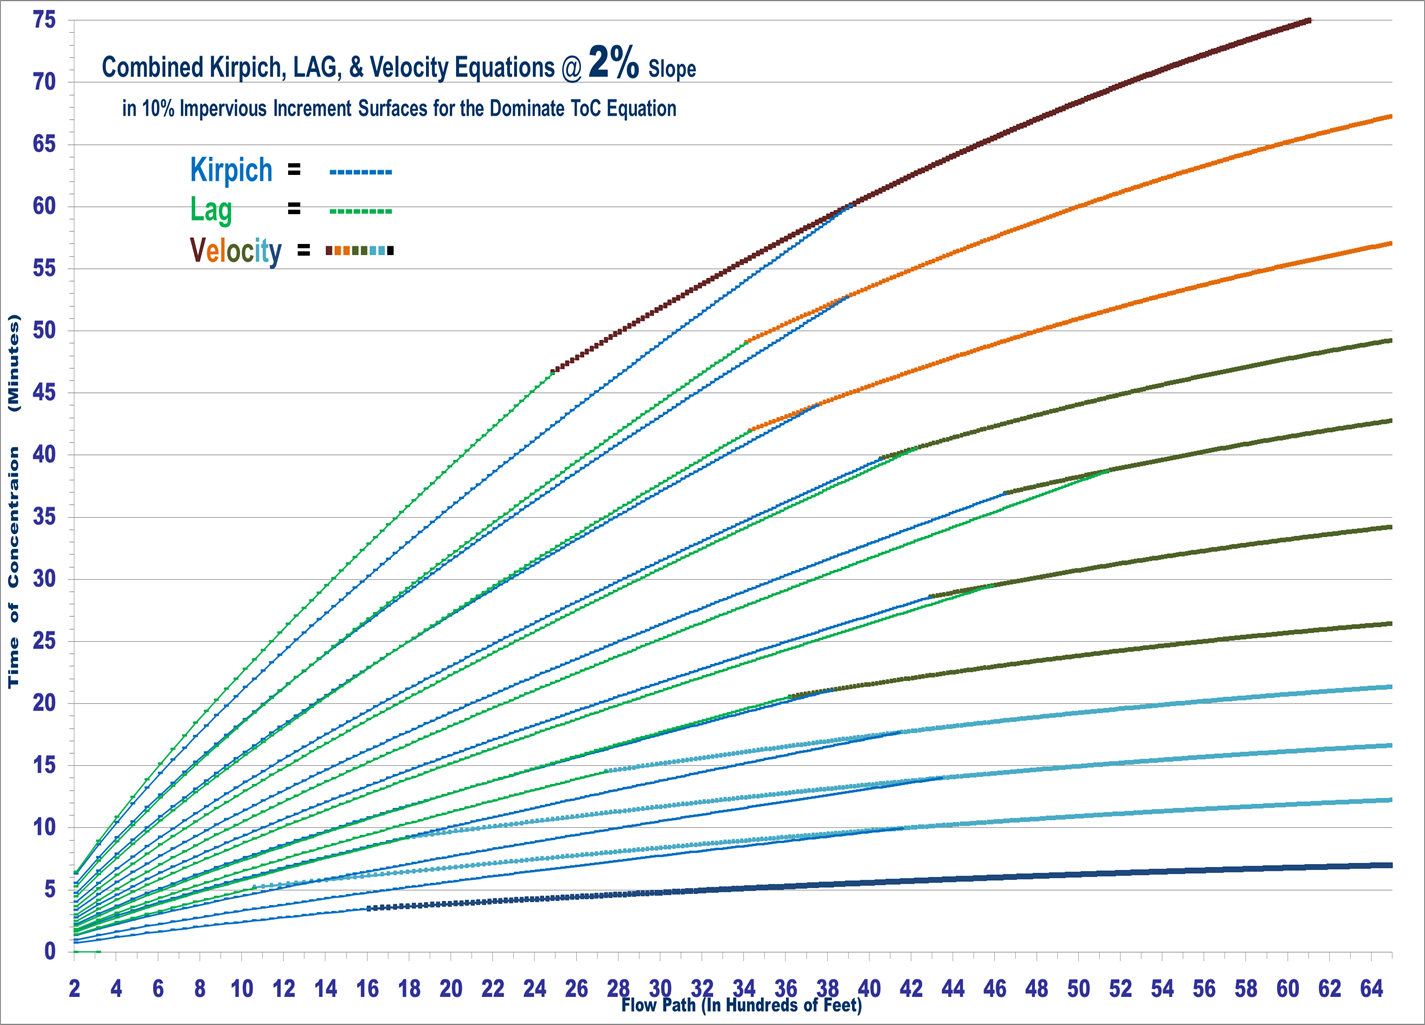 75
Combined Kirpich, LAG, & Velocity Equations @ 2% Slope
70
in 10% Impervious Increment Surfaces for the Dominate ToC Equation
65
Kirpich = --------
60
Lag = --------
Velocity =
55
50
45
40
35
30
25
20
15
10
5
0
Time of Concentraion (Minutes)
2 4 6 8 10 12 14 16 18 20 22 24 26 28 30 32 34 36 38 40 42 44 46 48 50 52 54 56 58 60 62 64
Flow Path (In Hundreds of Feet)